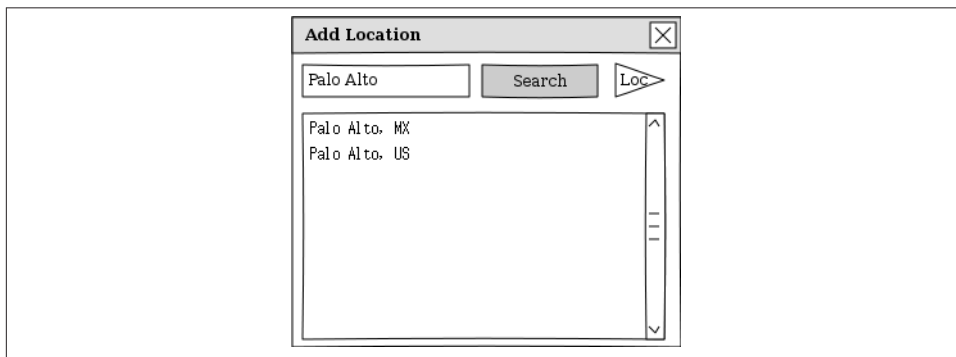 Add Location
Palo Alto Search Loc
Palo Alto, MX
Palo Alto, US